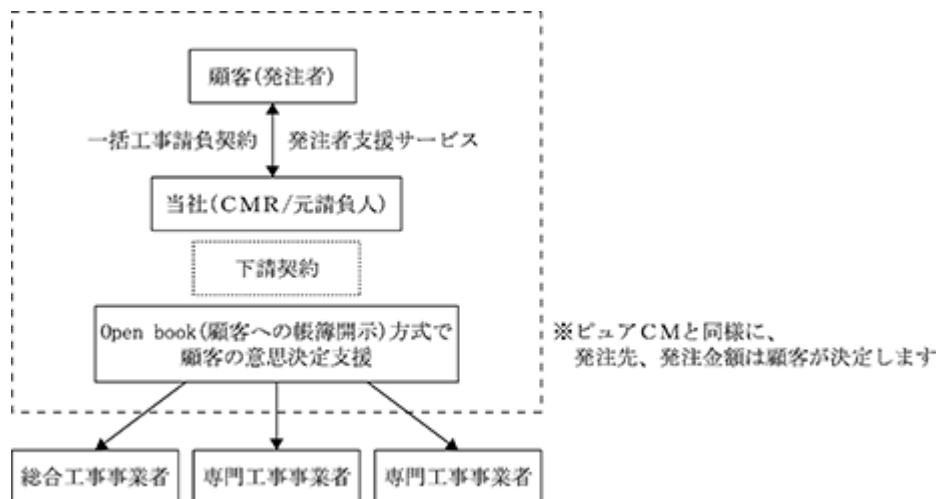 顧客(発注者)
一括工事請負契約　発注者支援サービス
当社(CMR/元請負人)
下請契約
Open book(顧客への帳簿開示)方式で
顧客の意思決定支援
※ピュアCMと同様に、
発注先、発注金額は顧客が決定します
総合工事事業者　専門工事事業者　専門工事事業者